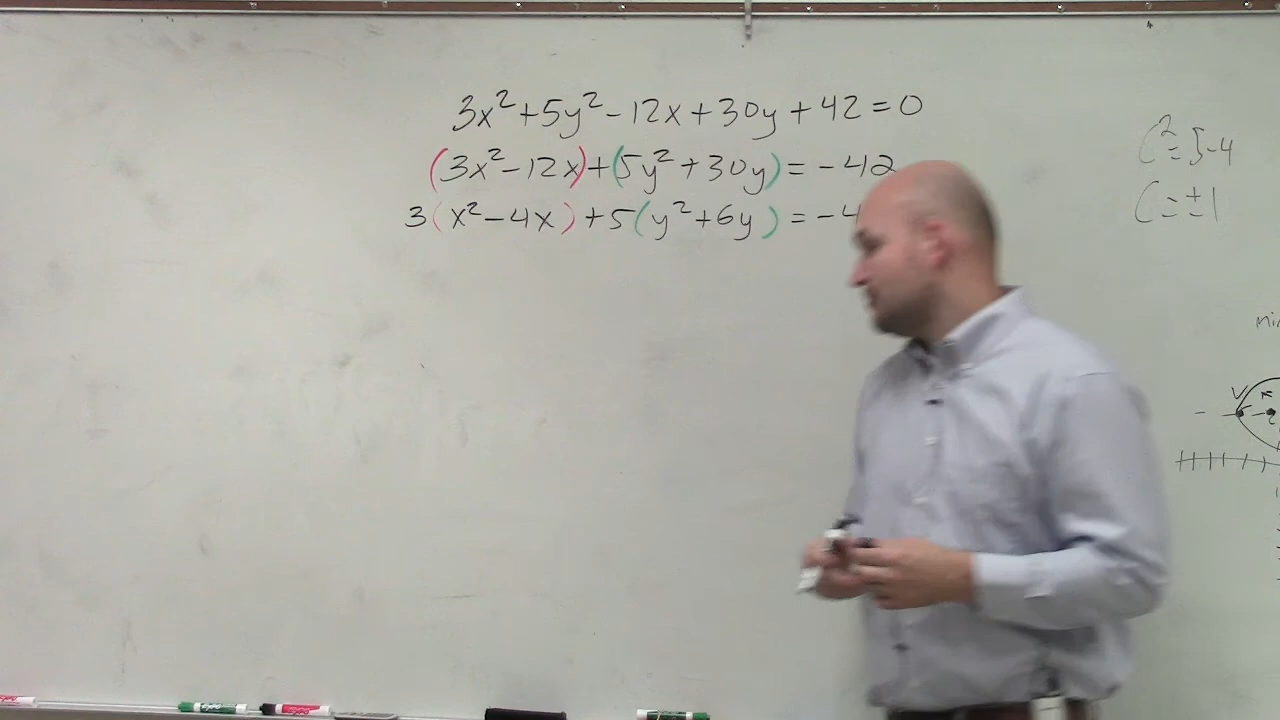 3x²+5y²-12x+30y+42=0
(3x²-12x)+(5y²+30y)=-42
3(x²-4x)+5(y²+6y)=-4
c²=5-4
c=±1
V